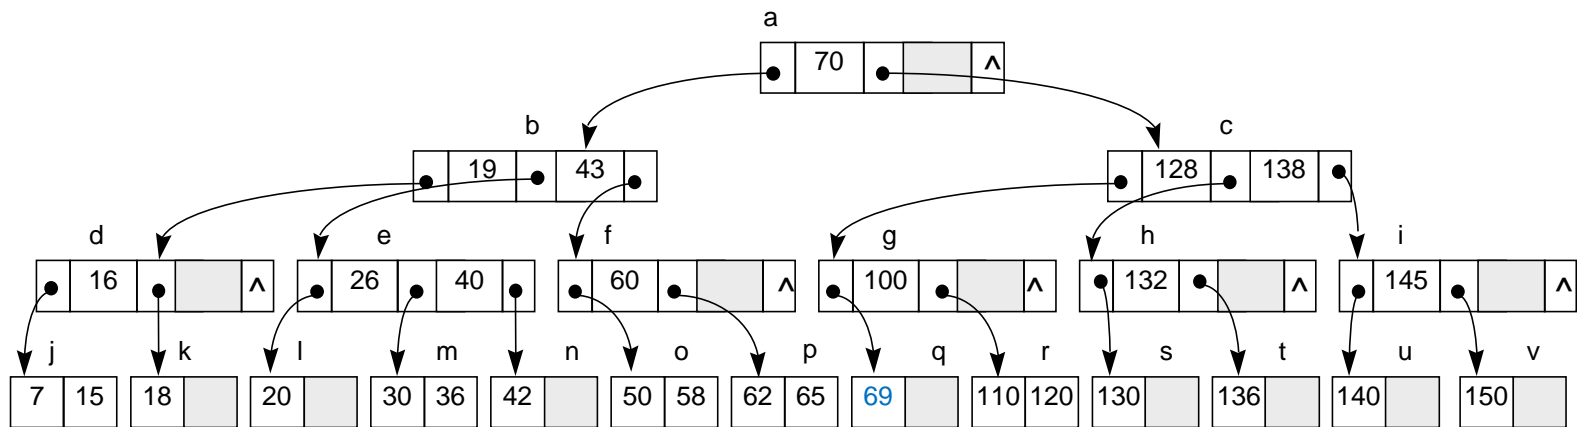 a
70 ^
b c
19 43 128 138
d e f g h i
16 ^ 26 40 60 ^ 100 ^ 132 ^ 145 ^
j k l m n o p q r s t u v
7 15 18 20 30 36 42 50 58 62 65 69 110 120 130 136 140 150